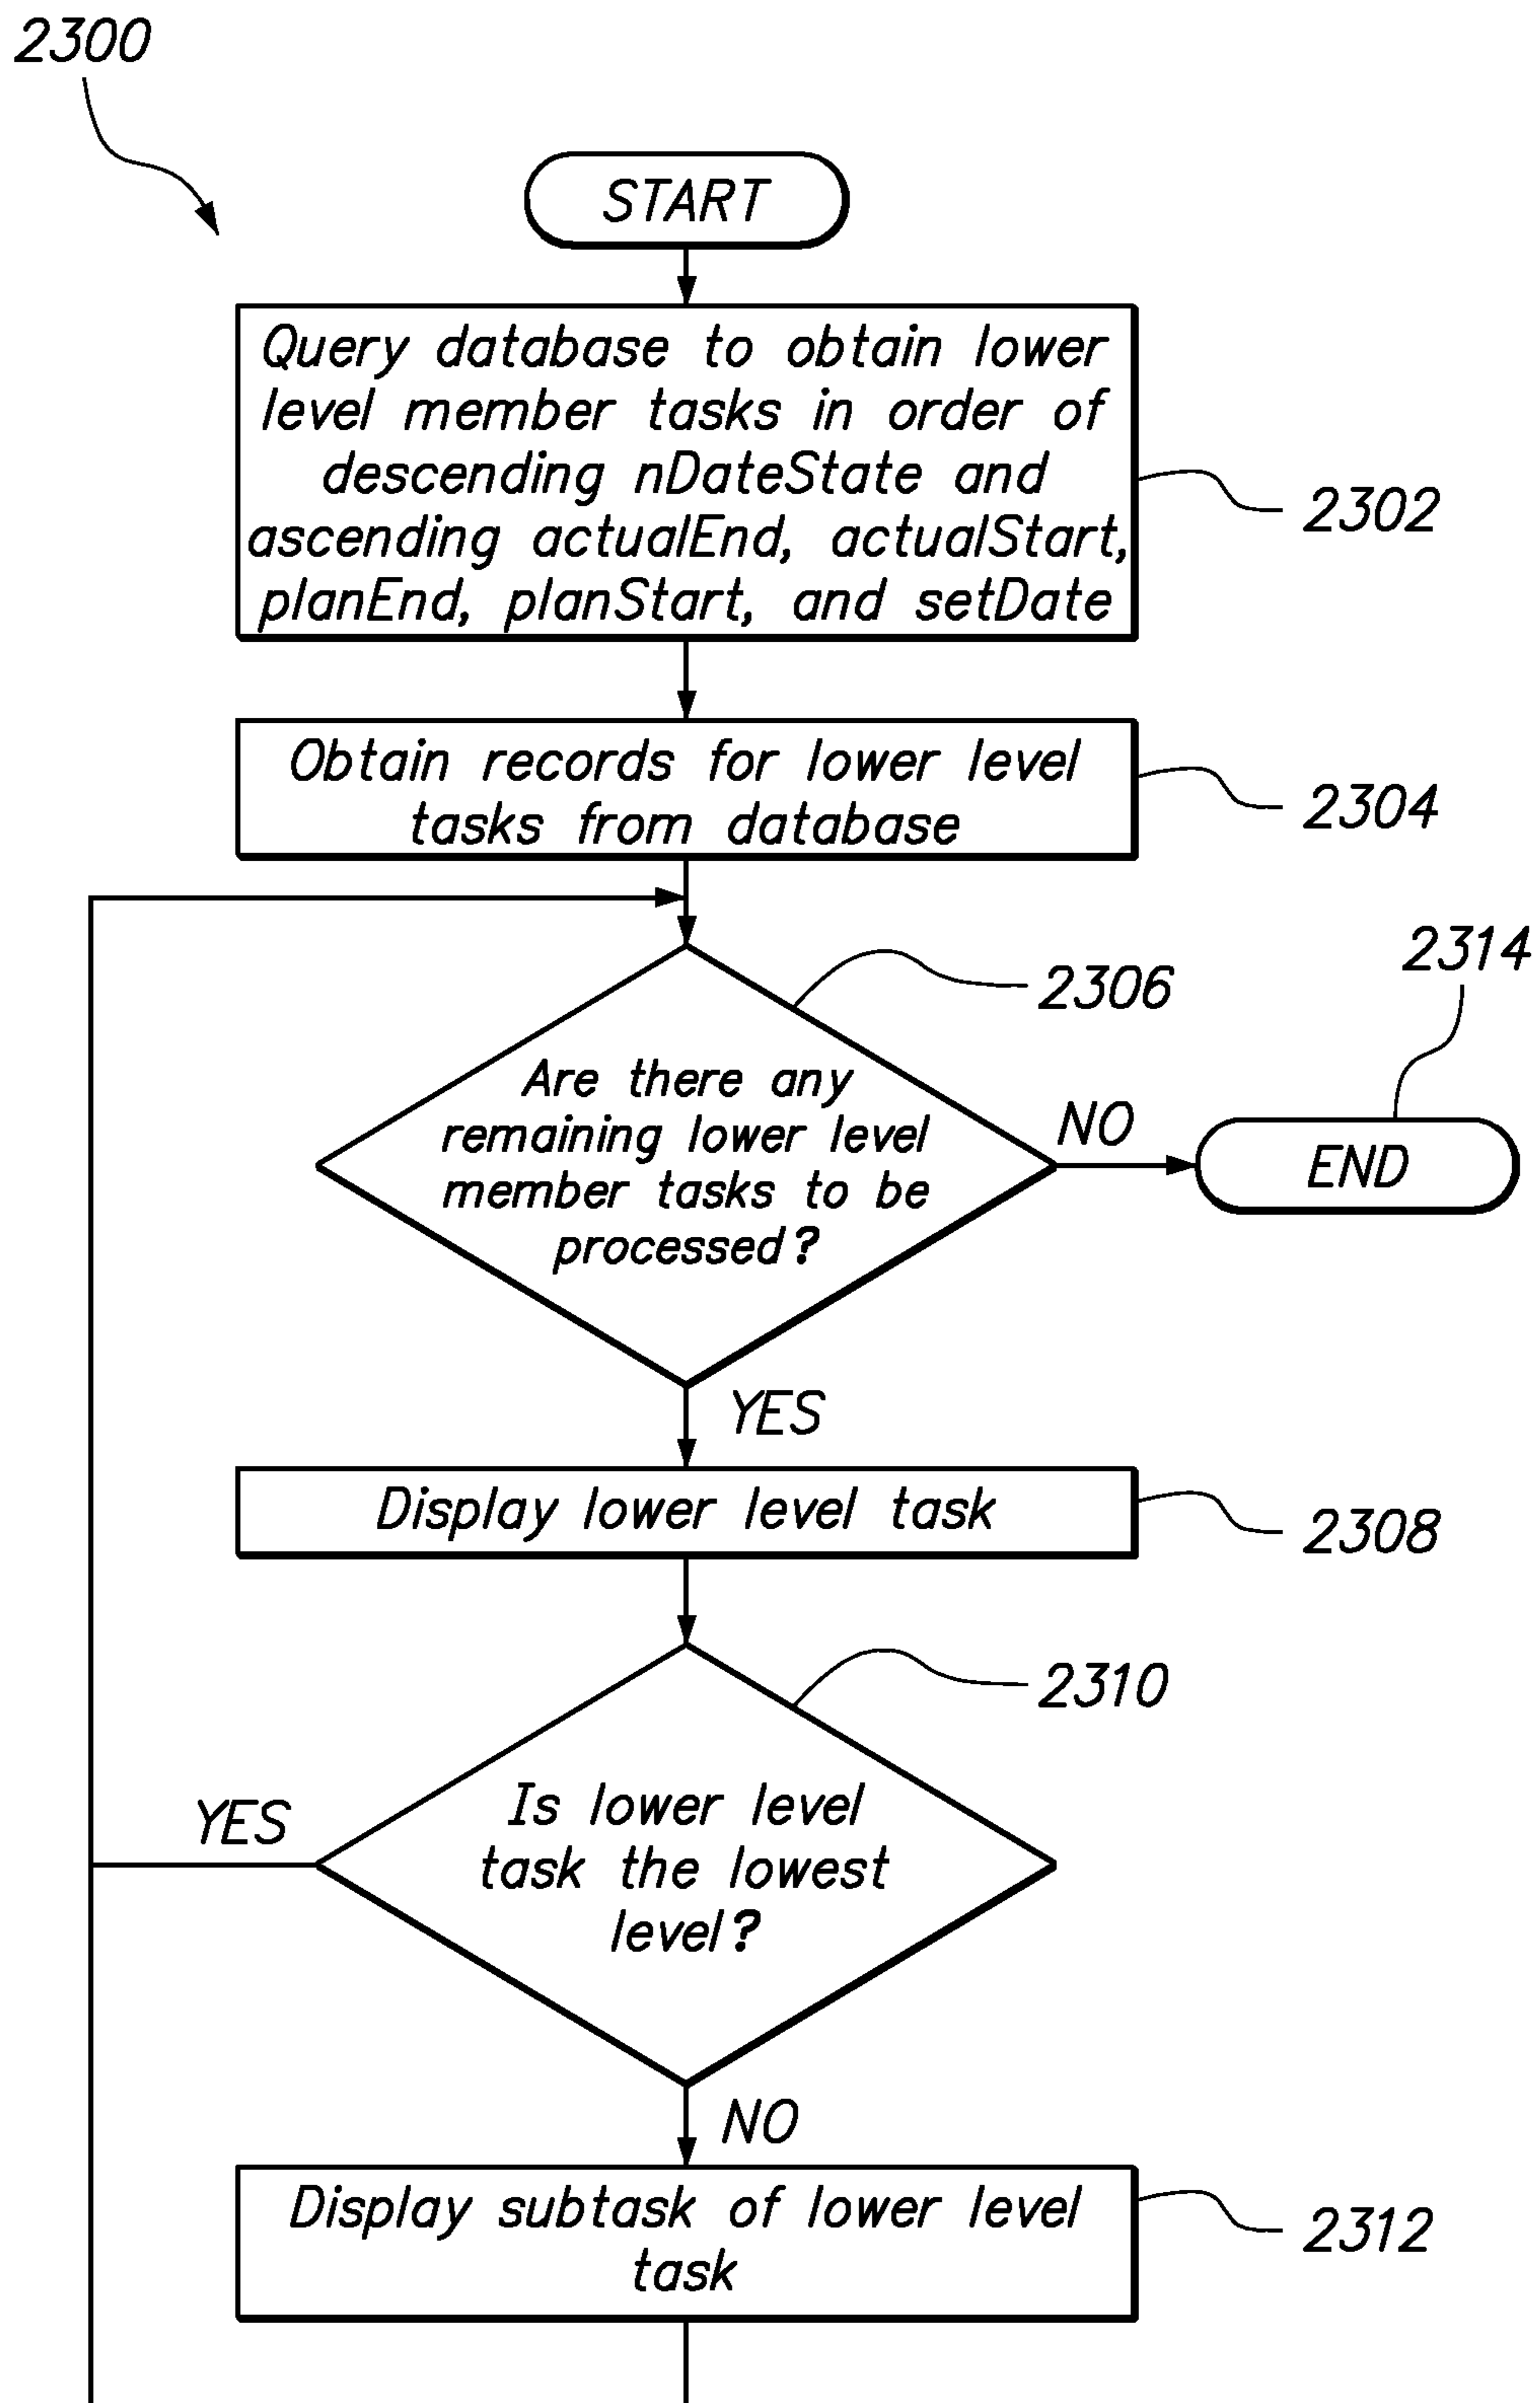 2300
START
Query database to obtain lower
level member tasks in order of
descending nDateState and
ascending actualEnd, actualStart,
planEnd, planStart, and setDate
2302
Obtain records for lower level
tasks from database
2304
2306
2314
Are there any
remaining lower level
member tasks to be
processed?
NO
END
YES
Display lower level task
2308
2310
Is lower level
task the lowest
level?
YES
NO
Display subtask of lower level
task
2312